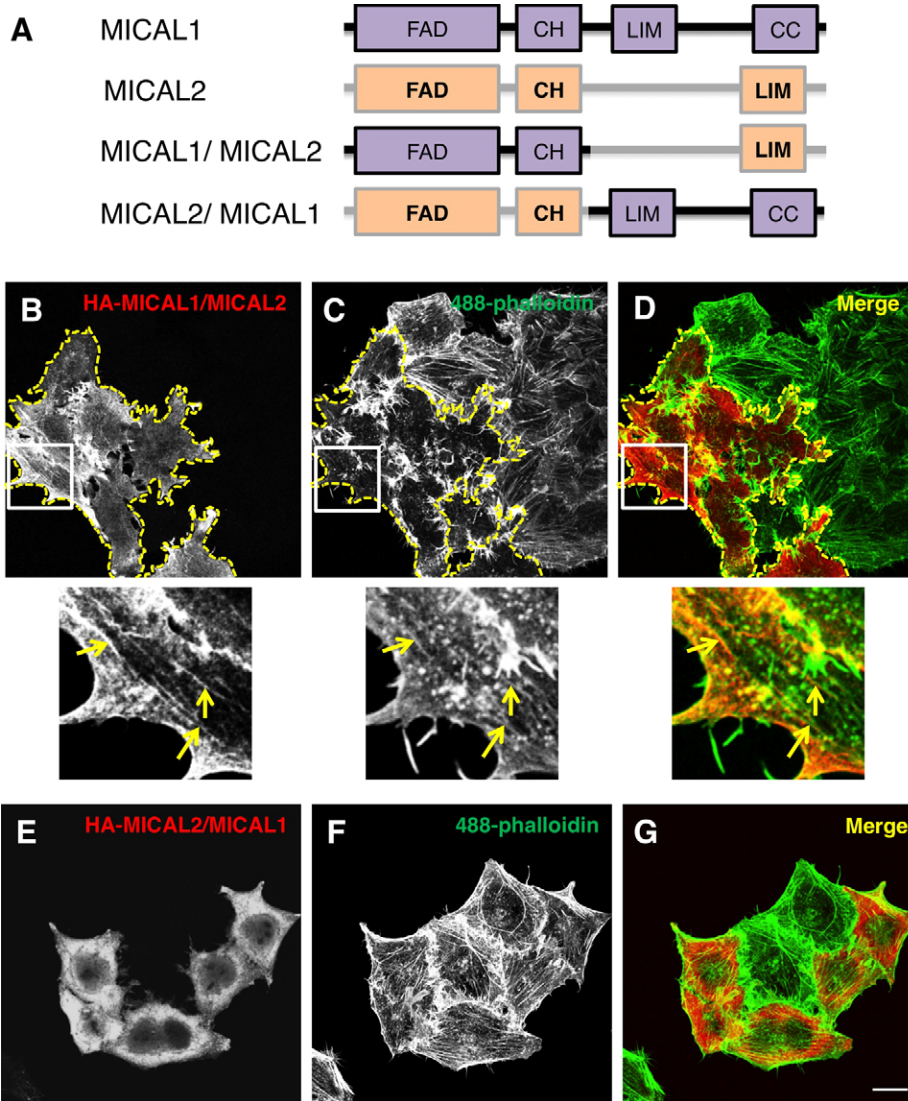 A
MICAL1 FAD CH LIM CC
MICAL2 FAD CH LIM
MICAL1/ MICAL2 FAD CH LIM
MICAL2/ MICAL1 FAD CH LIM CC
B HA-MICAL1/MICAL2 C 488-phalloidin D Merge
E HA-MICAL2/MICAL1 F 488-phalloidin G Merge